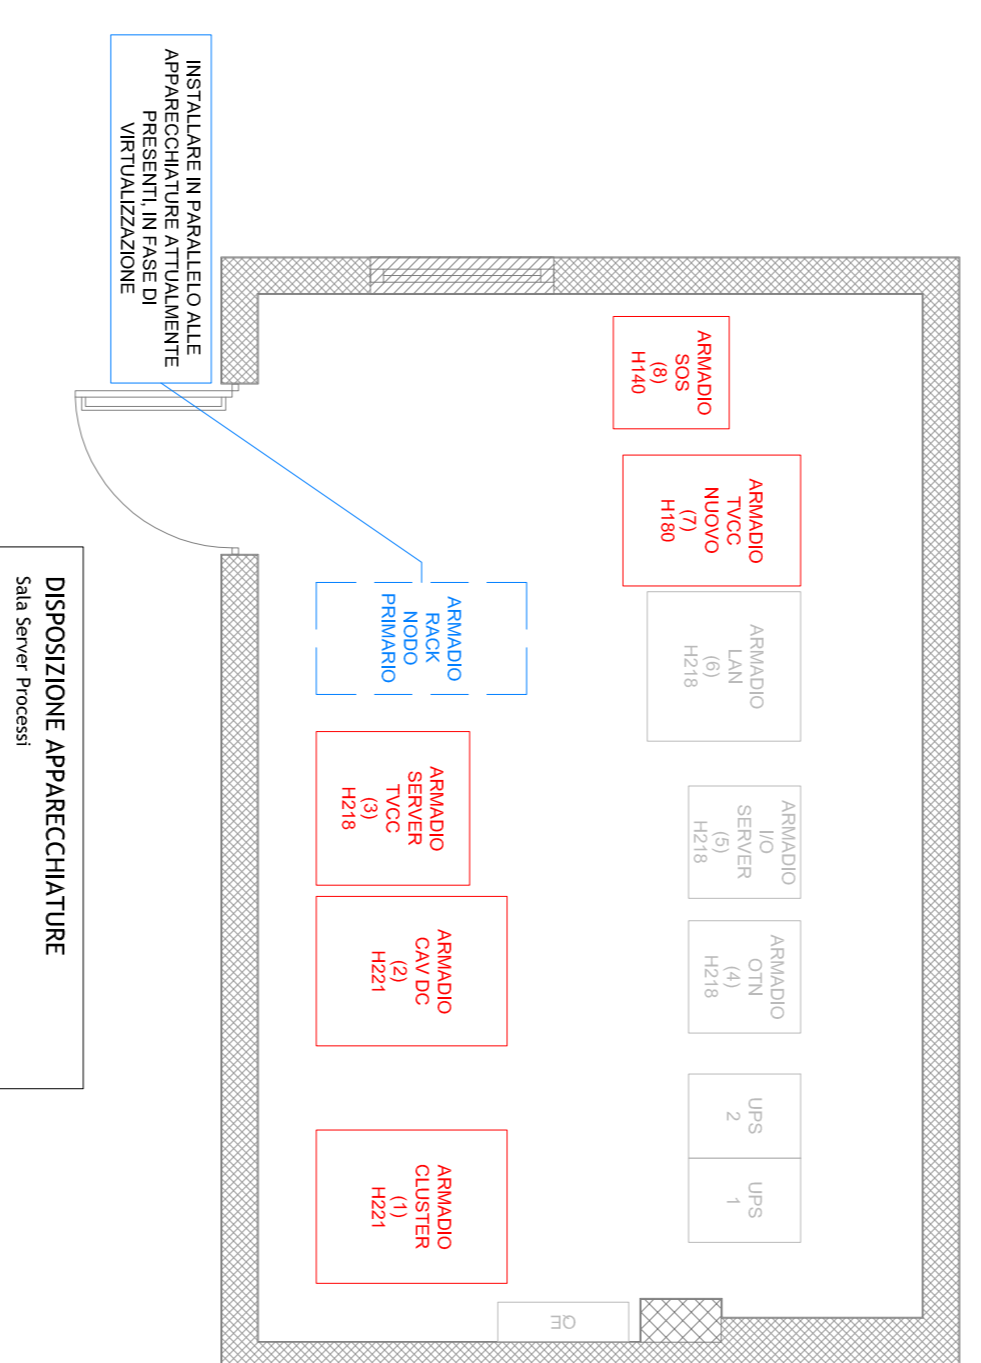 INSTALLARE IN PARALLELO ALLE
APPARECCHIATURE ATTUALMENTE
PRESENTI, IN FASE DI
VIRTUALIZZAZIONE
ARMADIO
SOS
(8)
H140
ARMADIO
TVCC
NUOVO
(7)
H180
ARMADIO
LAN
(6)
H218
ARMADIO
I/O
SERVER
(5)
H218
ARMADIO
OTN
(4)
H218
UPS
2
UPS
1
ARMADIO
RACK
NODO
PRIMARIO
ARMADIO
SERVER
TVCC
(3)
H218
ARMADIO
CAV DC
(2)
H221
ARMADIO
CLUSTER
(1)
H221
QE
DISPOSIZIONE APPARECCHIATURE
Sala Server Processi